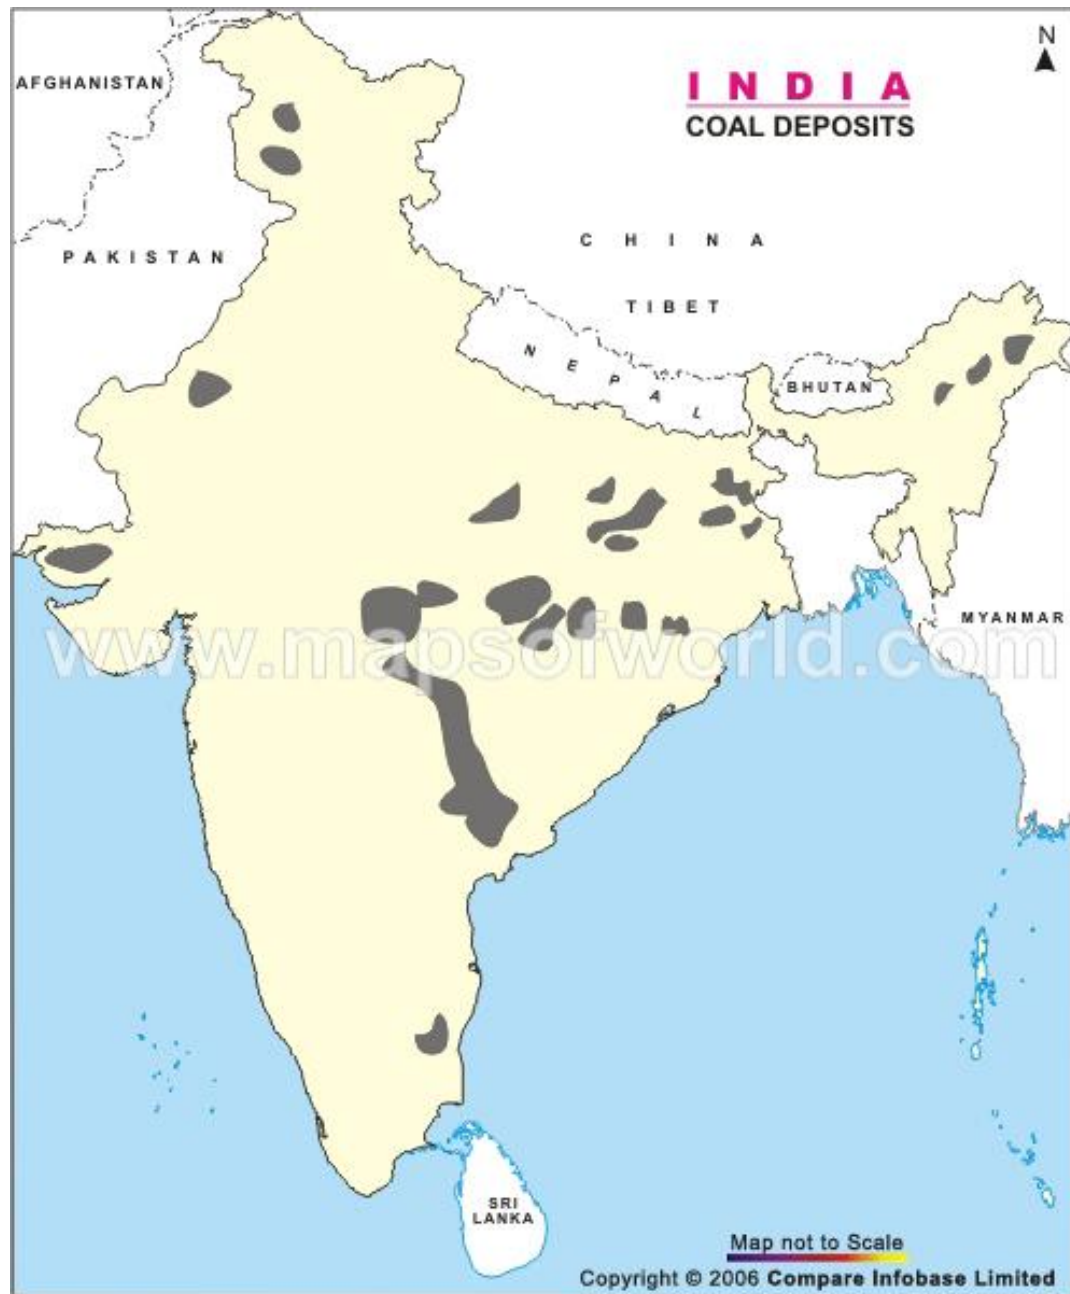 N
AFGHANISTAN
INDIA
COAL DEPOSITS
CHINA
PAKISTAN
TIBET
NEPAL
BHUTAN
MYANMAR
www.mapsofworld.com
SRI
LANKA
Map not to Scale
Copyright © 2006 Compare Infobase Limited